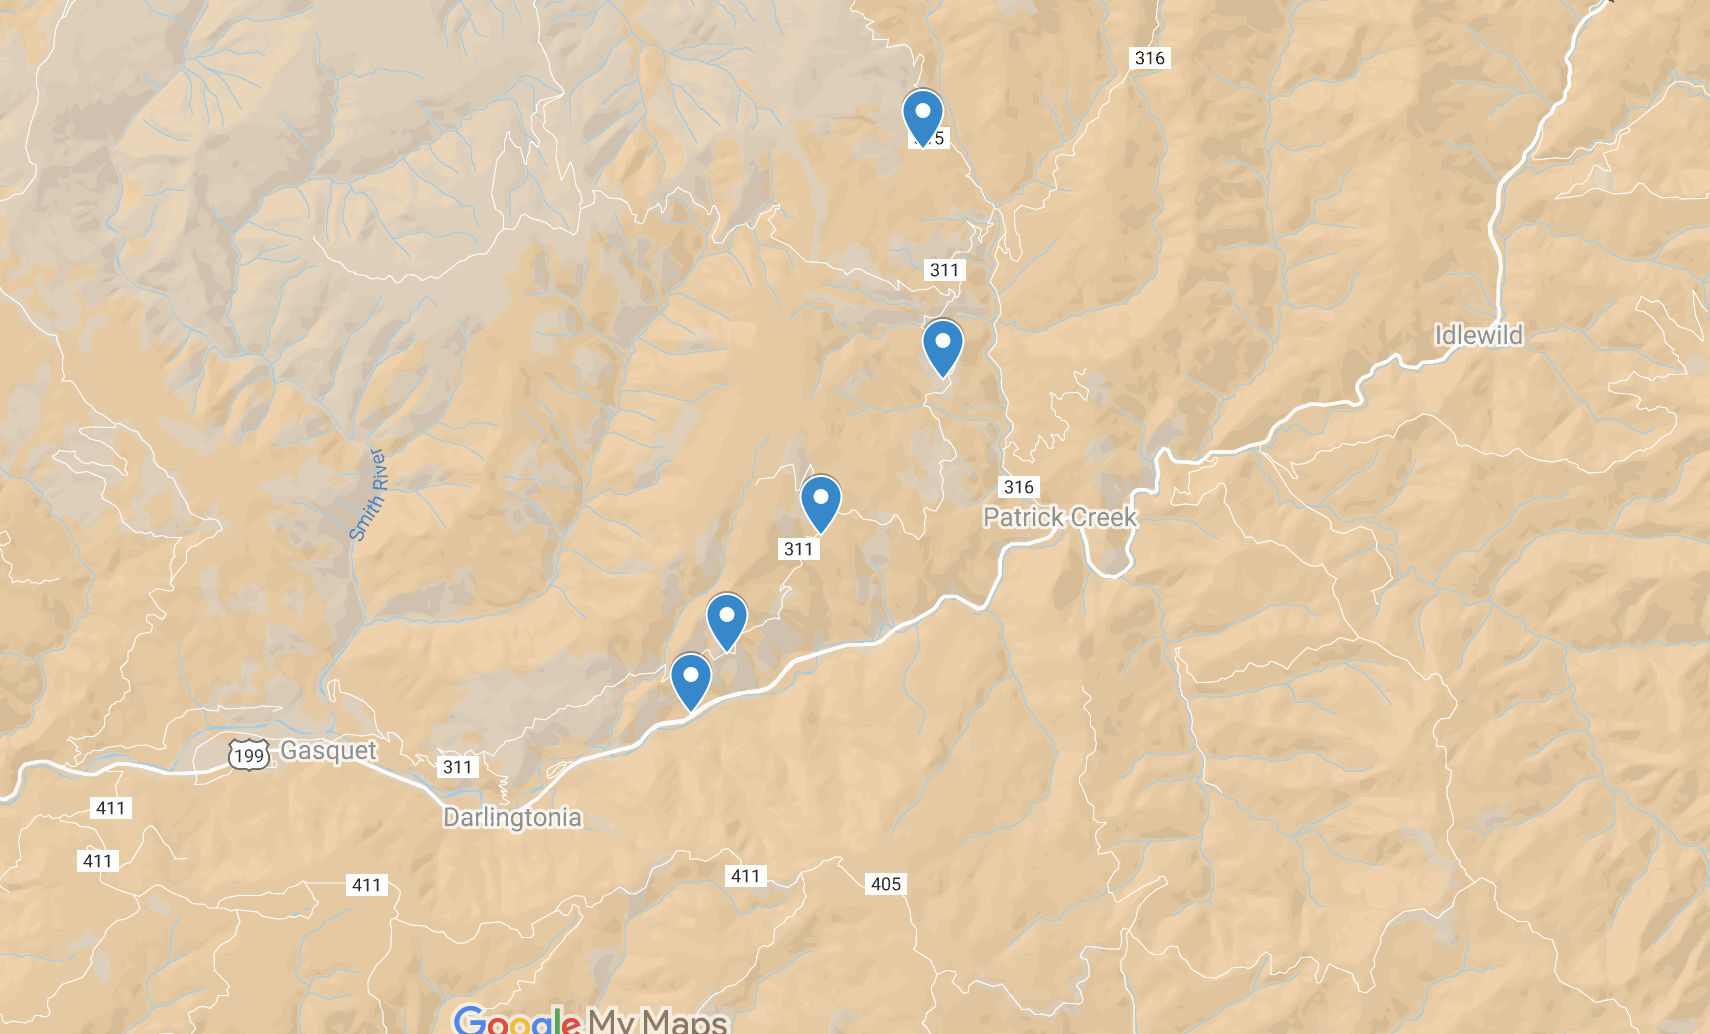 316
311
Idlewild
Smith River
316
Patrick Creek
311
199
Gasquet
311
411
Darlingtonia
411
411
411
405
Google My Maps